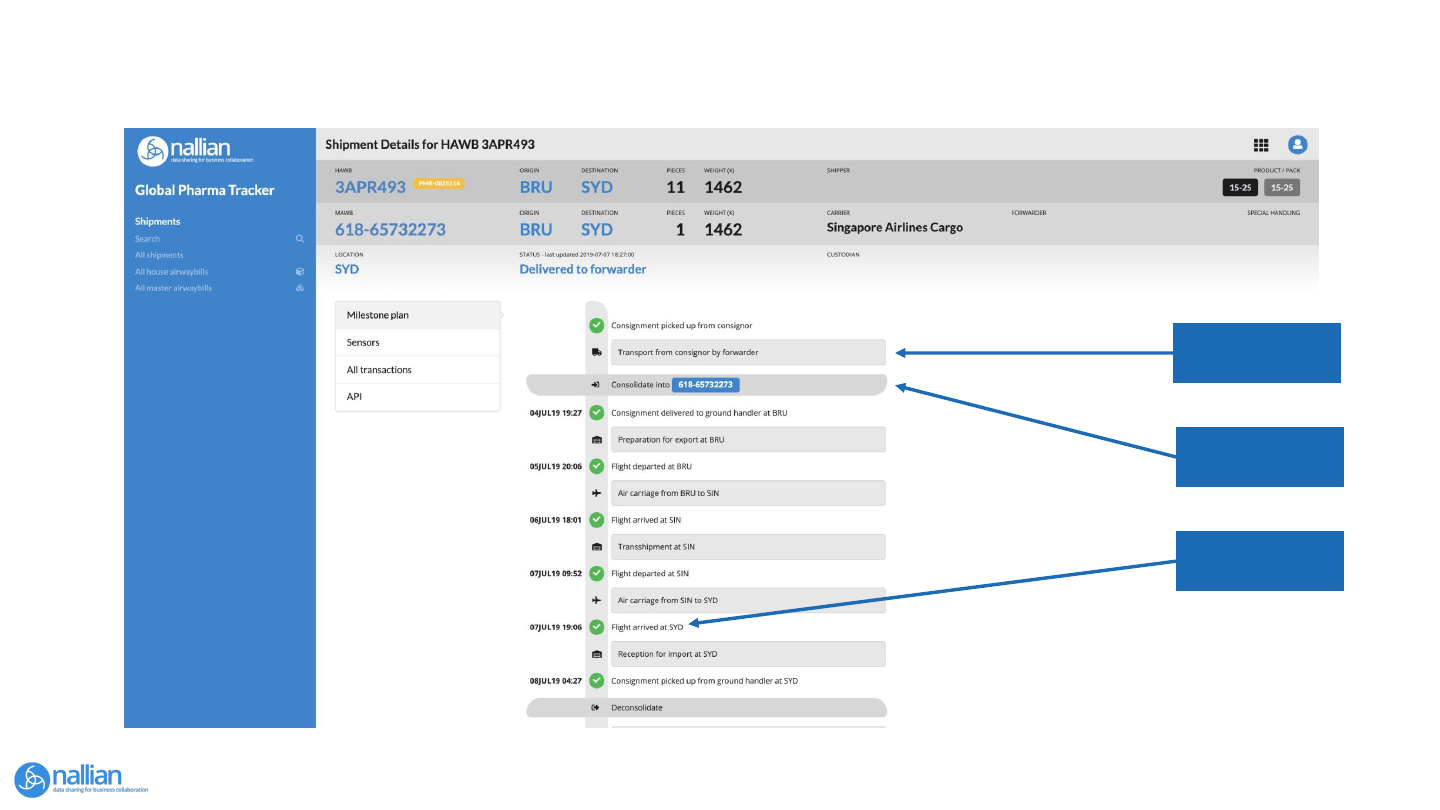 nallian
data sharing for business collaboration
Global Pharma Tracker
Shipments
Search
All shipments
All house airwaybills
All master airwaybills
Shipment Details for HAWB 3APR493
HAWB ORIGIN DESTINATION PIECES WEIGHT (K) SHIPPER PRODUCT / PACK
3APR493 PMR-0825114 BRU SYD 11 1462 15-25 15-25
MAWB ORIGIN DESTINATION PIECES WEIGHT (K) CARRIER FORWARDER SPECIAL HANDLING
618-65732273 BRU SYD 1 1462 Singapore Airlines Cargo
LOCATION STATUS - last updated 2019-07-07 18:27:00 CUSTODIAN
SYD Delivered to forwarder
Milestone plan
Sensors
All transactions
API
Consignment picked up from consignor
Transport from consignor by forwarder
Consolidate into 618-65732273
04JUL19 19:27 Consignment delivered to ground handler at BRU
Preparation for export at BRU
05JUL19 20:06 Flight departed at BRU
Air carriage from BRU to SIN
06JUL19 18:01 Flight arrived at SIN
Transshipment at SIN
07JUL19 09:52 Flight departed at SIN
Air carriage from SIN to SYD
07JUL19 19:06 Flight arrived at SYD
Reception for import at SYD
08JUL19 04:27 Consignment picked up from ground handler at SYD
Deconsolidate
nallian
data sharing for business collaboration